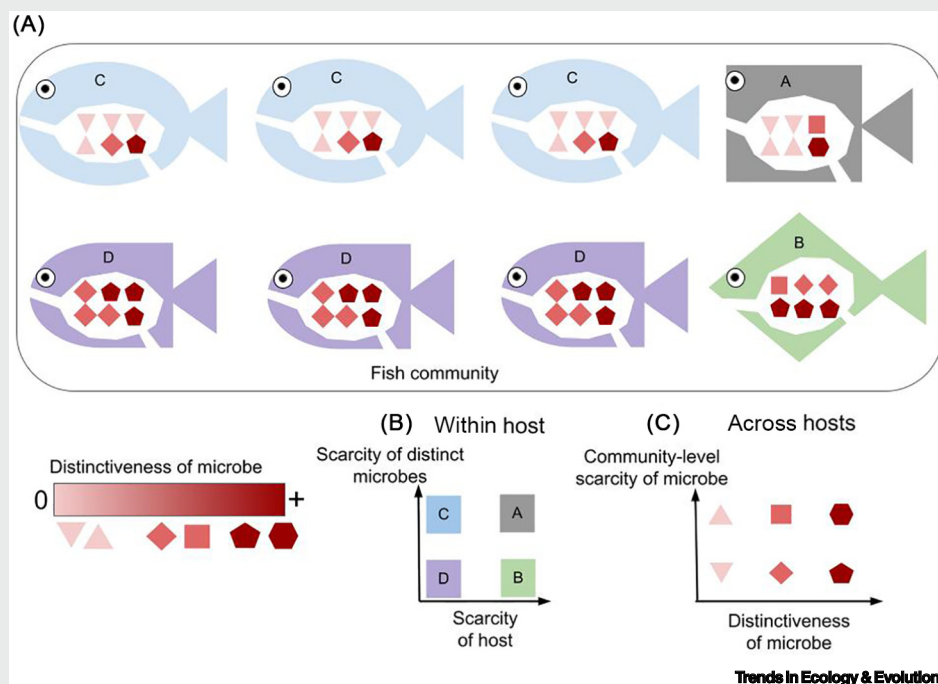 (A)
C
C
C
A
D
D
D
B
Fish community
Distinctiveness of microbe
0
+
(B) Within host
Scarcity of distinct
microbes
C
A
D
B
Scarcity
of host
(C) Across hosts
Community-level
scarcity of microbe
Distinctiveness
of microbe
Trends in Ecology & Evolution